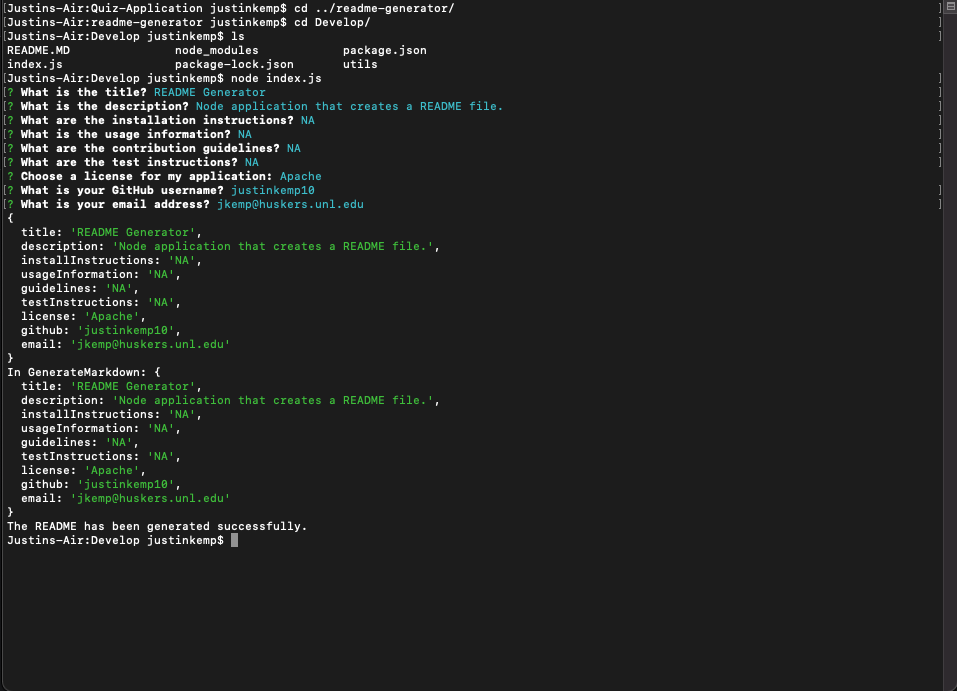 [Justins-Air:Quiz-Application justinkemp$ cd ../readme-generator/ ]
[Justins-Air:readme-generator justinkemp$ cd Develop/ ]
[Justins-Air:Develop justinkemp$ ls ]
README.MD node_modules package.json
index.js package-lock.json utils
[Justins-Air:Develop justinkemp$ node index.js ]
[? What is the title? README Generator ]
[? What is the description? Node application that creates a README file. ]
[? What are the installation instructions? NA ]
[? What is the usage information? NA ]
[? What are the contribution guidelines? NA ]
[? What are the test instructions? NA ]
? Choose a license for my application: Apache
[? What is your GitHub username? justinkemp10 ]
[? What is your email address? jkemp@huskers.unl.edu ]
{
  title: 'README Generator',
  description: 'Node application that creates a README file.',
  installInstructions: 'NA',
  usageInformation: 'NA',
  guidelines: 'NA',
  testInstructions: 'NA',
  license: 'Apache',
  github: 'justinkemp10',
  email: 'jkemp@huskers.unl.edu'
}
In GenerateMarkdown: {
  title: 'README Generator',
  description: 'Node application that creates a README file.',
  installInstructions: 'NA',
  usageInformation: 'NA',
  guidelines: 'NA',
  testInstructions: 'NA',
  license: 'Apache',
  github: 'justinkemp10',
  email: 'jkemp@huskers.unl.edu'
}
The README has been generated successfully.
Justins-Air:Develop justinkemp$